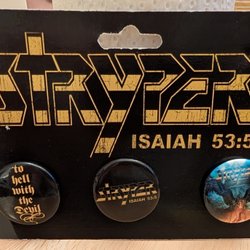 STRYPER
ISAIAH 53:5
to
hell
with
the
Devil
STRYPER
ISAIAH 53:5